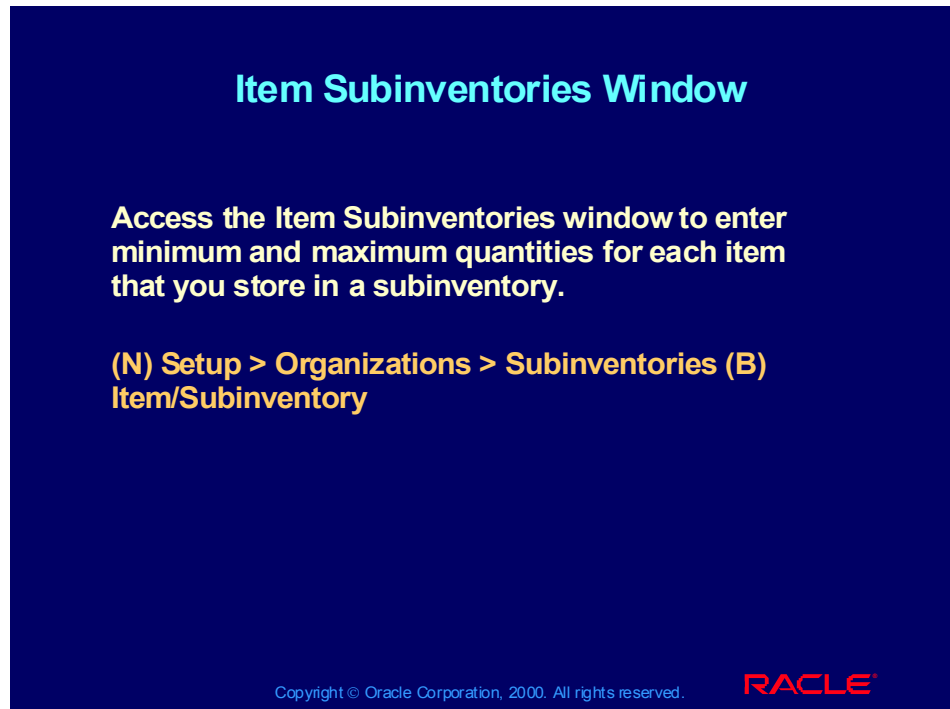 Item Subinventories Window
Access the Item Subinventories window to enter
minimum and maximum quantities for each item
that you store in a subinventory.
(N) Setup > Organizations > Subinventories (B)
Item/Subinventory
Copyright © Oracle Corporation, 2000. All rights reserved.
RACLE